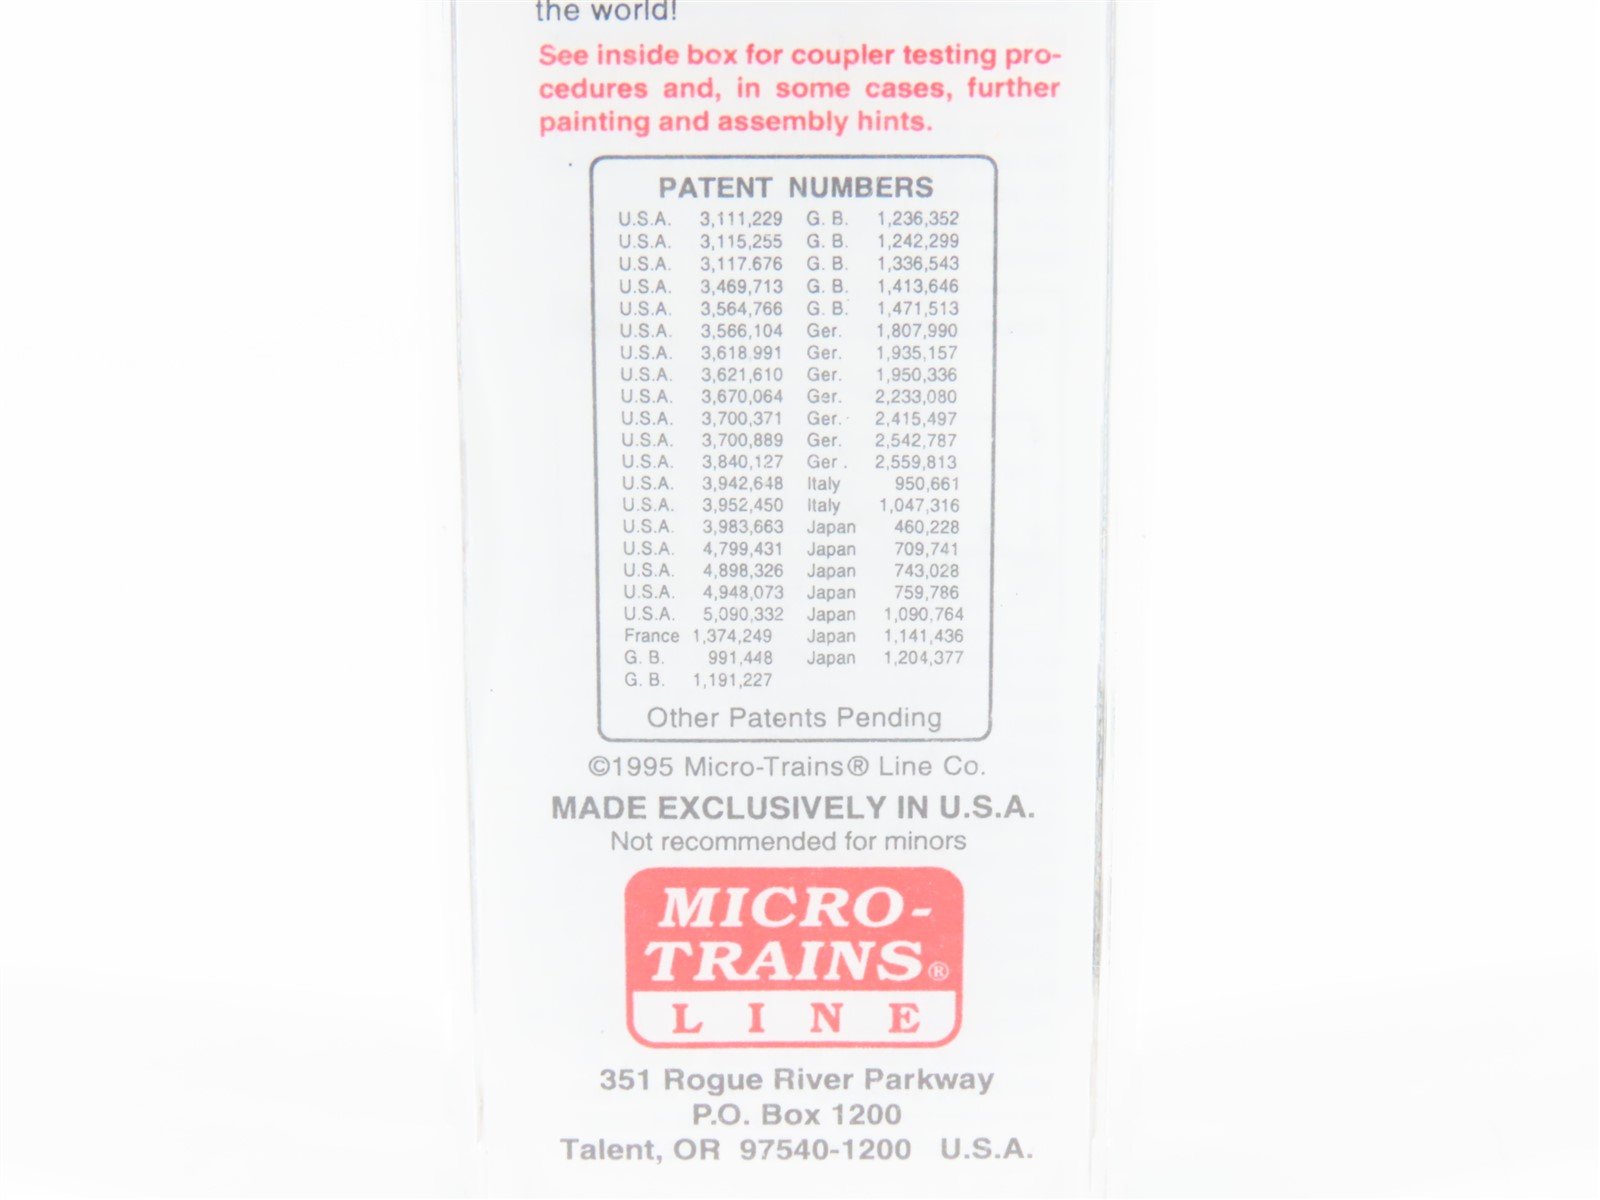 the world!
See inside box for coupler testing pro-
cedures and, in some cases, further
painting and assembly hints.
PATENT NUMBERS
U.S.A. 3,111,229 G. B. 1,236,352
U.S.A. 3,115,255 G. B. 1,242,299
U.S.A. 3,117.676 G. B. 1,336,543
U.S.A. 3,469,713 G. B. 1,413,646
U.S.A. 3,564,766 G. B. 1,471,513
U.S.A. 3,566,104 Ger. 1,807,990
U.S.A. 3,618.991 Ger. 1,935,157
U.S.A. 3,621,610 Ger. 1,950,336
U.S.A. 3,670,064 Ger. 2,233,080
U.S.A. 3,700,371 Ger. 2,415,497
U.S.A. 3,700,889 Ger. 2,542,787
U.S.A. 3,840,127 Ger . 2,559,813
U.S.A. 3,942,648 Italy 950,661
U.S.A. 3,952,450 Italy 1,047,316
U.S.A. 3,983,663 Japan 460,228
U.S.A. 4,799,431 Japan 709,741
U.S.A. 4,898,326 Japan 743,028
U.S.A. 4,948,073 Japan 759,786
U.S.A. 5,090,332 Japan 1,090,764
France 1,374,249 Japan 1,141,436
G. B. 991,448 Japan 1,204,377
G. B. 1,191,227
Other Patents Pending
©1995 Micro-Trains® Line Co.
MADE EXCLUSIVELY IN U.S.A.
Not recommended for minors
MICRO-
TRAINS®
LINE
351 Rogue River Parkway
P.O. Box 1200
Talent, OR 97540-1200 U.S.A.